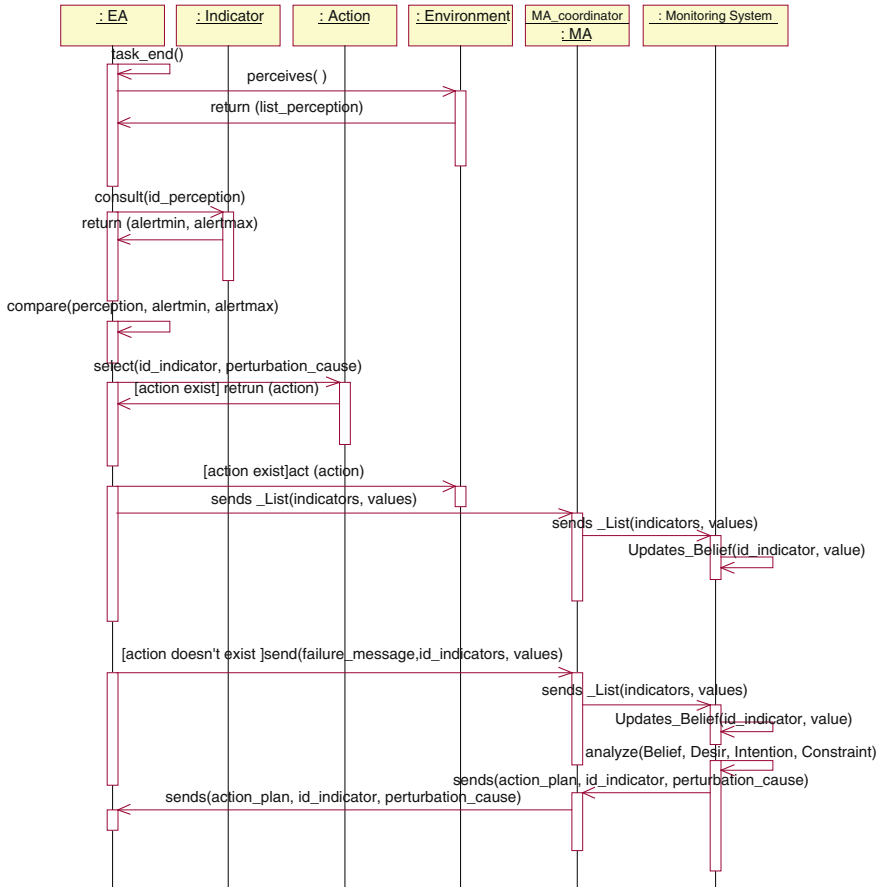 : EA
: Indicator
: Action
: Environment
MA_coordinator
: MA
: Monitoring System
task_end()
perceives( )
return (list_perception)
consult(id_perception)
return (alertmin, alertmax)
compare(perception, alertmin, alertmax)
select(id_indicator, perturbation_cause)
[action exist] retrun (action)
[action exist]act (action)
sends _List(indicators, values)
sends _List(indicators, values)
Updates_Belief(id_indicator, value)
[action doesn't exist ]send(failure_message,id_indicators, values)
sends _List(indicators, values)
Updates_Belief(id_indicator, value)
analyze(Belief, Desir, Intention, Constraint)
sends(action_plan, id_indicator, perturbation_cause)
sends(action_plan, id_indicator, perturbation_cause)